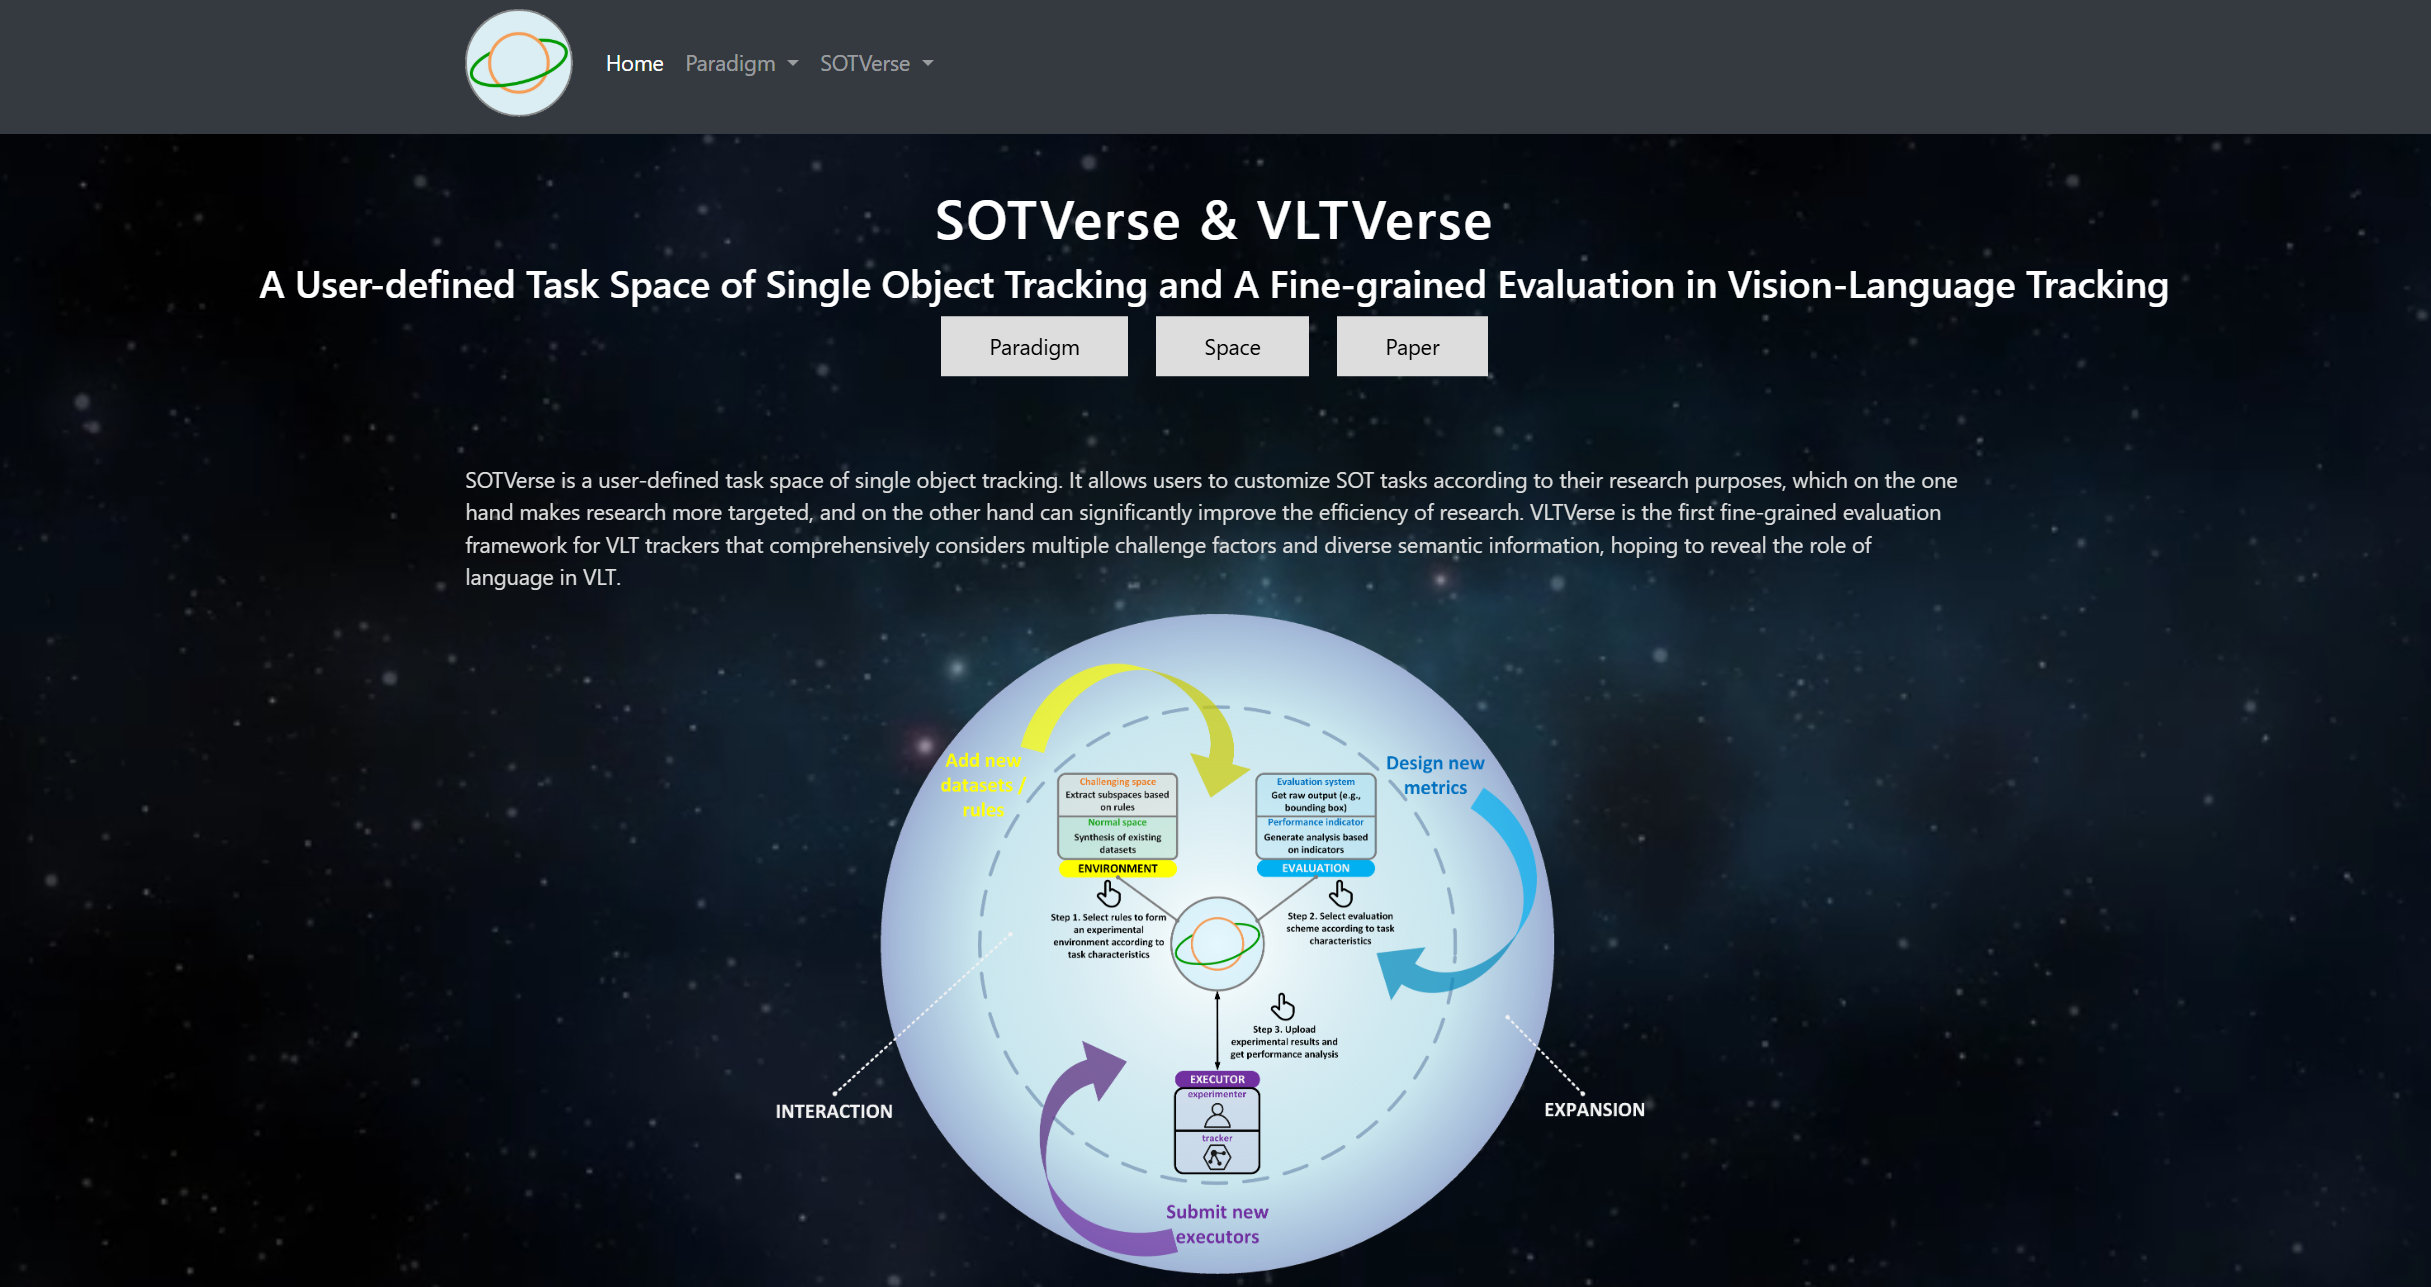 Home Paradigm SOTVerse
SOTVerse & VLTVerse
A User-defined Task Space of Single Object Tracking and A Fine-grained Evaluation in Vision-Language Tracking
Paradigm Space Paper
SOTVerse is a user-defined task space of single object tracking. It allows users to customize SOT tasks according to their research purposes, which on the one
hand makes research more targeted, and on the other hand can significantly improve the efficiency of research. VLTVerse is the first fine-grained evaluation
framework for VLT trackers that comprehensively considers multiple challenge factors and diverse semantic information, hoping to reveal the role of
language in VLT.
Add new
datasets /
rules
Challenging space
Extract subspaces based
on rules
Normal space
Synthesis of existing
datasets
ENVIRONMENT
Step 1. Select rules to form
an experimental
environment according to
task characteristics
Evaluation system
Get raw output (e.g.,
bounding box)
Performance indicator
Generate analysis based
on indicators
EVALUATION
Step 2. Select evaluation
scheme according to task
characteristics
Design new
metrics
Step 3. Upload
experimental results and
get performance analysis
EXECUTOR
experimenter
tracker
INTERACTION
EXPANSION
Submit new
executors